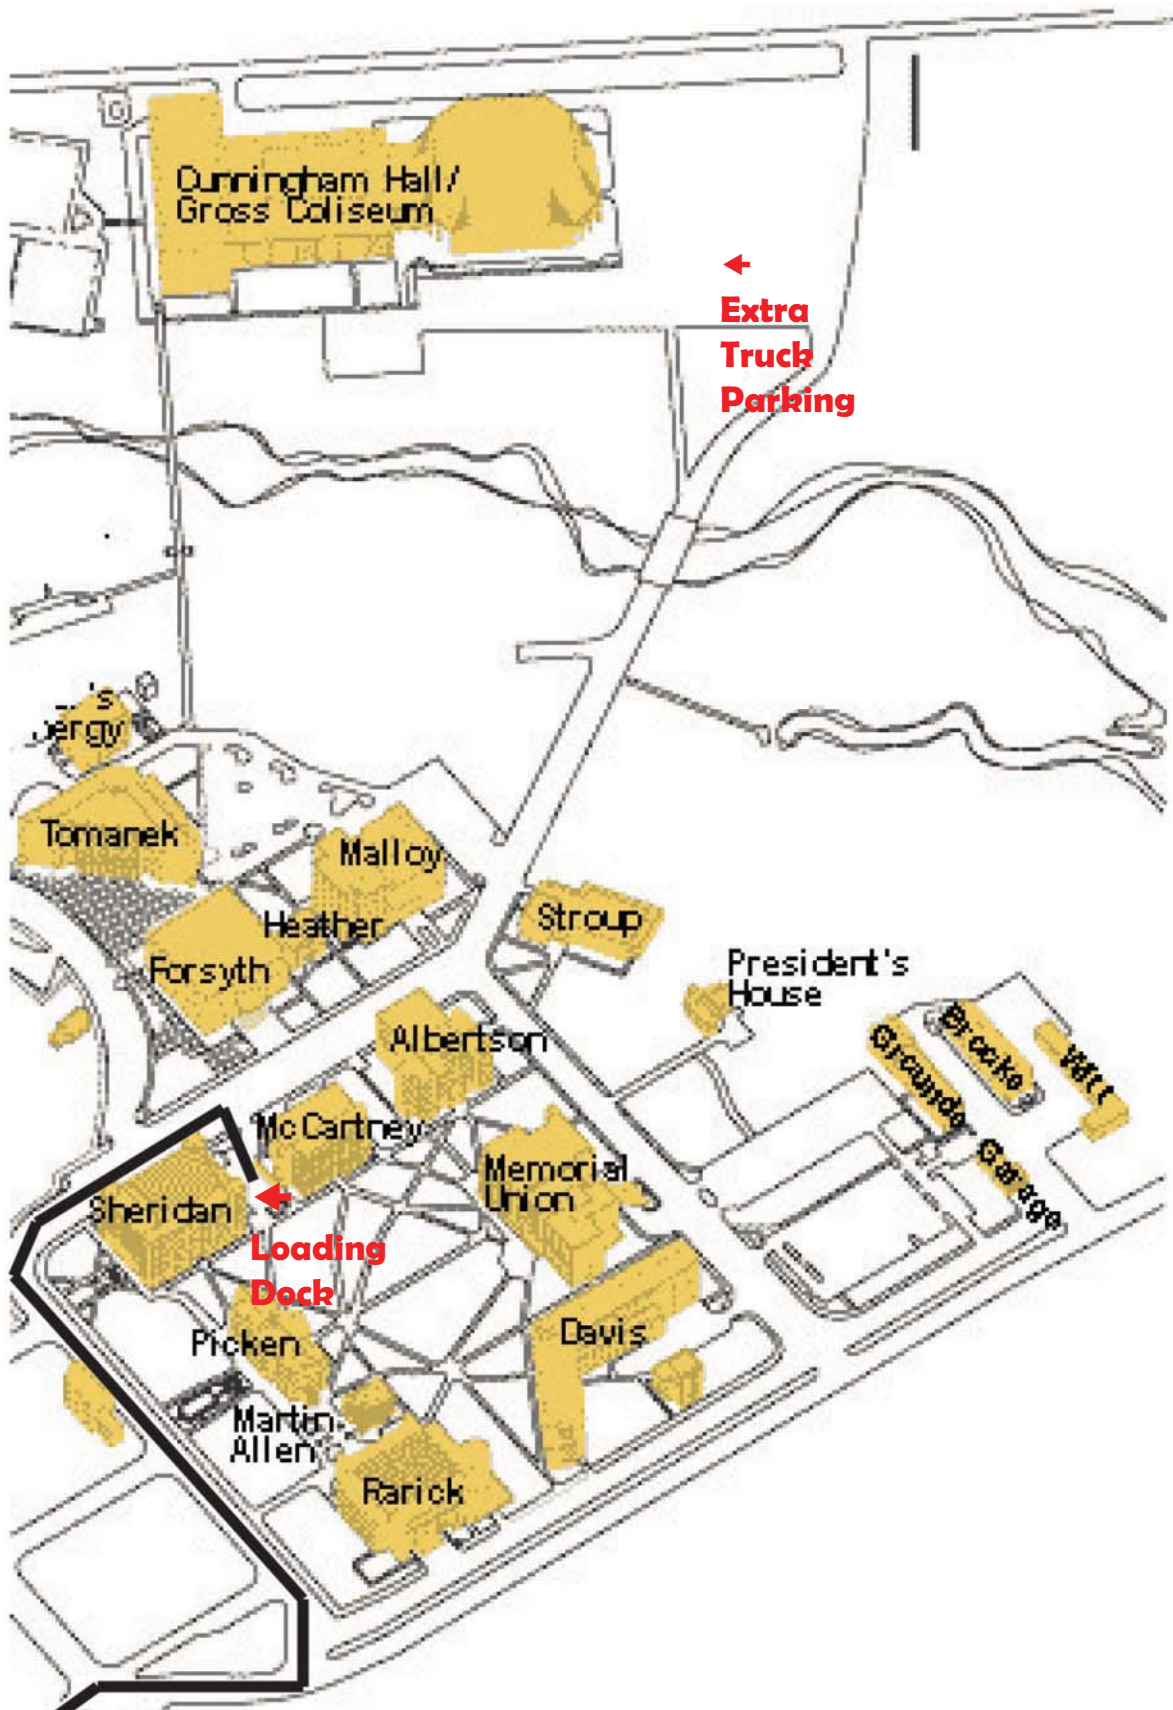 Cunningham Hall/
Gross Coliseum
Extra
Truck
Parking
Tomanek
Malloy
Heather
Forsyth
Stroup
President's
House
Albertson
Grounds
Brooks
Witt
McCartney
Memorial
Union
Garage
Sheridan
Loading
Dock
Picken
Davis
Martin
Allen
Rarick